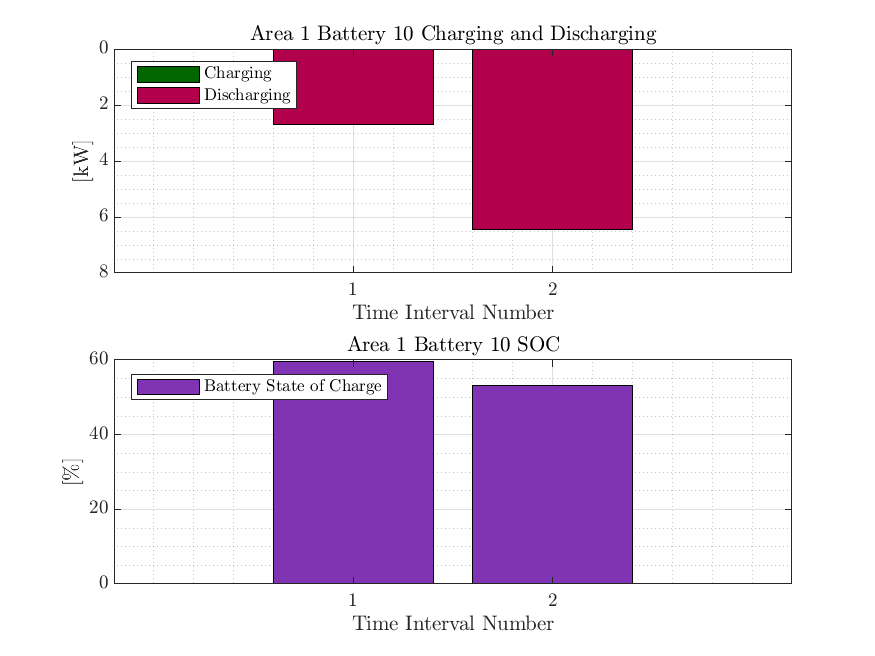 Area 1 Battery 10 Charging and Discharging
0
2
4
6
8
[kW]
Charging
Discharging
1 2
Time Interval Number
Area 1 Battery 10 SOC
60
40
20
0
[%]
Battery State of Charge
1 2
Time Interval Number